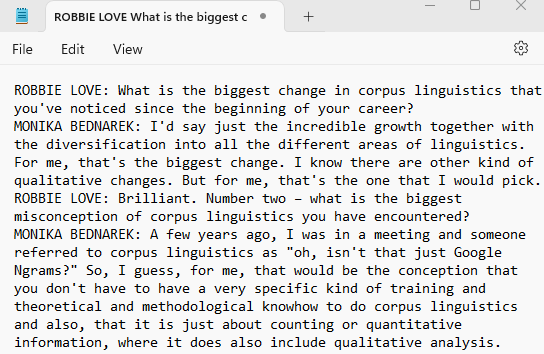 ROBBIE LOVE What is the biggest c
File Edit View
ROBBIE LOVE: What is the biggest change in corpus linguistics that
you've noticed since the beginning of your career?
MONIKA BEDNAREK: I'd say just the incredible growth together with
the diversification into all the different areas of linguistics.
For me, that's the biggest change. I know there are other kind of
qualitative changes. But for me, that's the one that I would pick.
ROBBIE LOVE: Brilliant. Number two – what is the biggest
misconception of corpus linguistics you have encountered?
MONIKA BEDNAREK: A few years ago, I was in a meeting and someone
referred to corpus linguistics as "oh, isn't that just Google
Ngrams?" So, I guess, for me, that would be the conception that
you don't have to have a very specific kind of training and
theoretical and methodological knowhow to do corpus linguistics
and also, that it is just about counting or quantitative
information, where it does also include qualitative analysis.